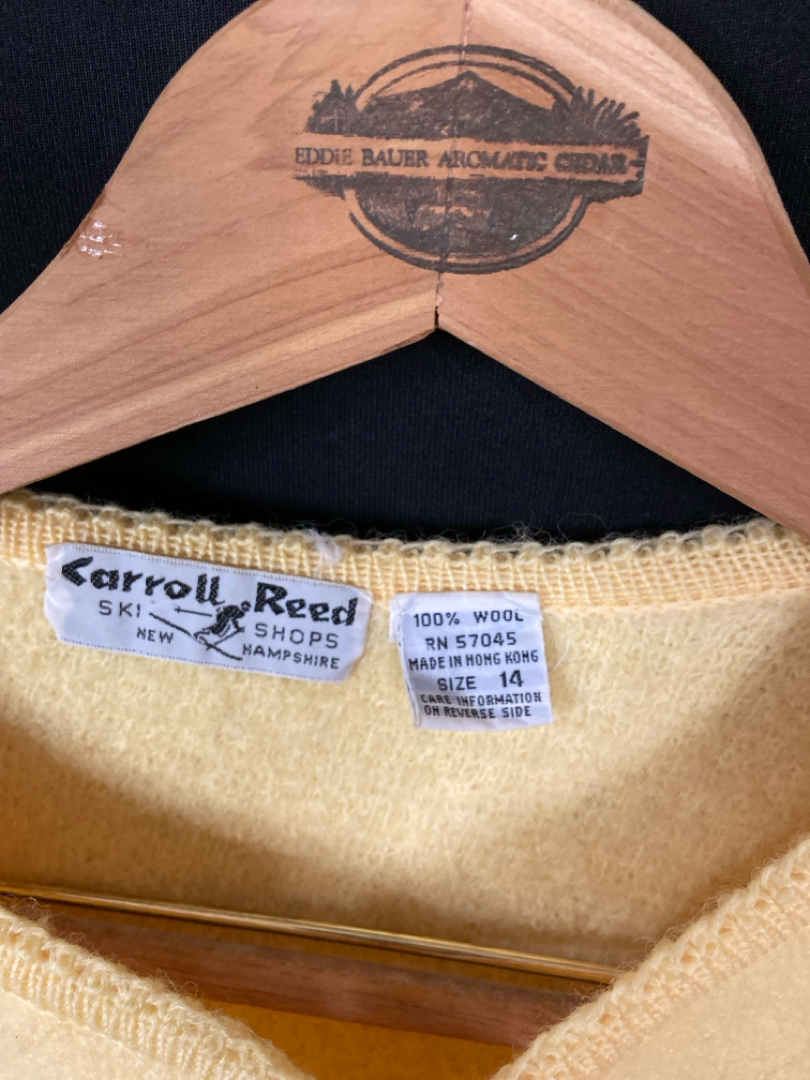 EDDIE BAUER AROMATIC CEDAR
Carroll Reed
SKI SHOPS
NEW HAMPSHIRE
100% WOOL
RN 57045
MADE IN HONG KONG
SIZE 14
CARE INFORMATION
ON REVERSE SIDE